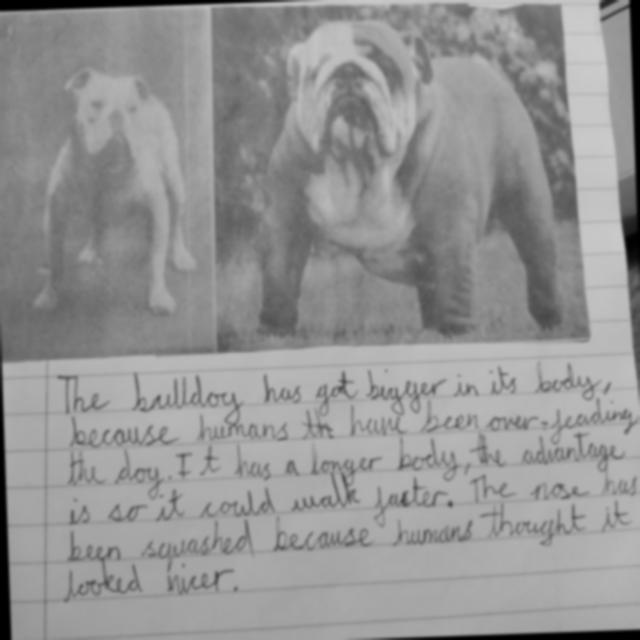 The bulldog has got bigger in its body,
because humans th have been over-feading
the dog. It has a longer body, the advantage
is so it could walk faster. The nose has
been squashed because humans thought it
looked nicer.